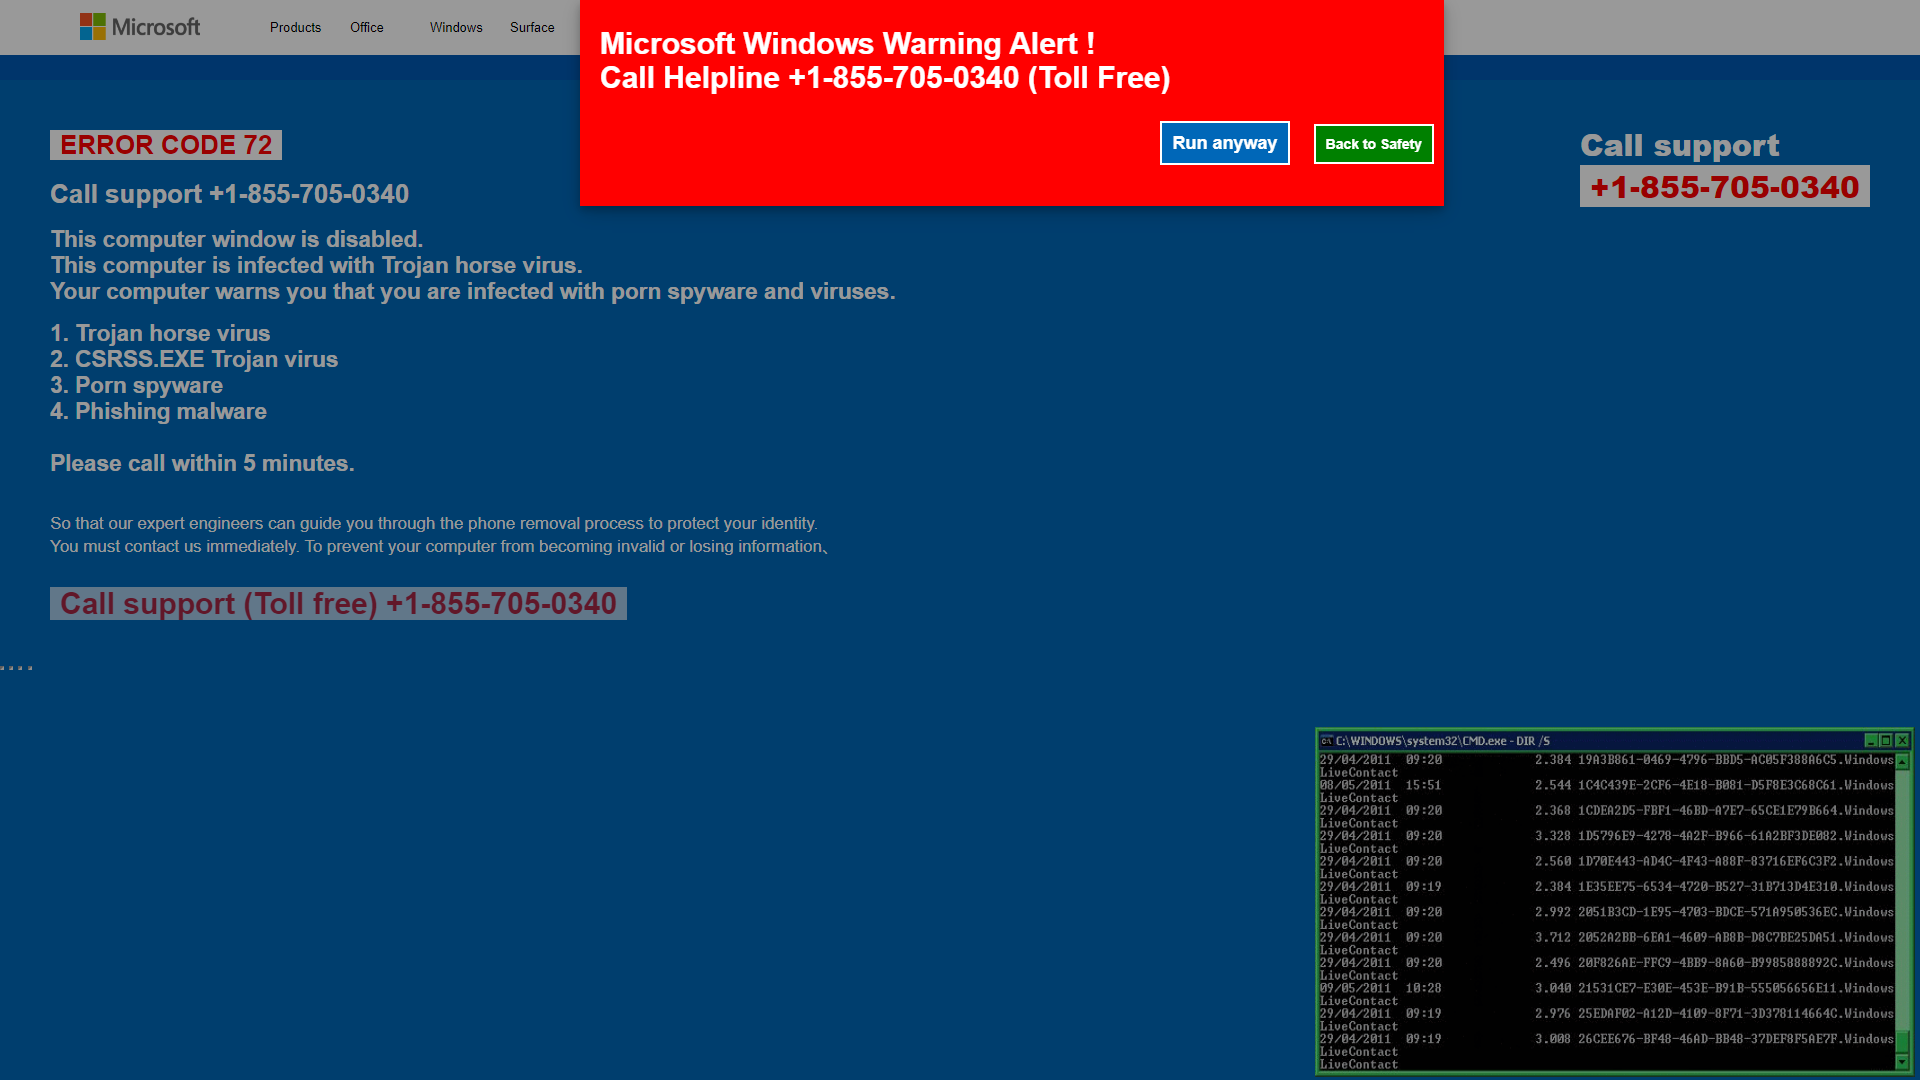 Microsoft
Products Office Windows Surface
Microsoft Windows Warning Alert !
Call Helpline +1-855-705-0340 (Toll Free)
Run anyway
Back to Safety
ERROR CODE 72
Call support +1-855-705-0340
This computer window is disabled.
This computer is infected with Trojan horse virus.
Your computer warns you that you are infected with porn spyware and viruses.
1. Trojan horse virus
2. CSRSS.EXE Trojan virus
3. Porn spyware
4. Phishing malware
Please call within 5 minutes.
So that our expert engineers can guide you through the phone removal process to protect your identity.
You must contact us immediately. To prevent your computer from becoming invalid or losing information、
Call support (Toll free) +1-855-705-0340
Call support
+1-855-705-0340
C:\WINDOWS\system32\CMD.exe - DIR /S
29/04/2011 09:20 2.384 19A3B861-0469-4796-BBD5-AC05F388A6C5.Windows
LiveContact
08/05/2011 15:51 2.544 1C4C439E-2CF6-4E18-B081-D5F8E3C68C61.Windows
LiveContact
29/04/2011 09:20 2.368 1CDEA2D5-FBF1-46BD-A7E7-65CE1E79B664.Windows
LiveContact
29/04/2011 09:20 3.328 1D5796E9-4278-4A2F-B966-61A2BF3DE082.Windows
LiveContact
29/04/2011 09:20 2.560 1D70E443-AD4C-4F43-A88F-83716EF6C3F2.Windows
LiveContact
29/04/2011 09:19 2.384 1E35EE75-6534-4720-B527-31B713D4E310.Windows
LiveContact
29/04/2011 09:20 2.992 2051B3CD-1E95-4703-BDCE-571A950536EC.Windows
LiveContact
29/04/2011 09:20 3.712 2052A2BB-6EA1-4609-AB8B-D8C7BE25DA51.Windows
LiveContact
29/04/2011 09:20 2.496 20F826AE-FFC9-4BB9-8A60-B9985888892C.Windows
LiveContact
09/05/2011 10:28 3.040 21531CE7-E30E-453E-B91B-555056656E11.Windows
LiveContact
29/04/2011 09:19 2.976 25EDAF02-A12D-4109-8F71-3D378114664C.Windows
LiveContact
29/04/2011 09:19 3.008 26CEE676-BF48-46AD-BB48-37DEF8F5AE7F.Windows
LiveContact
LiveContact